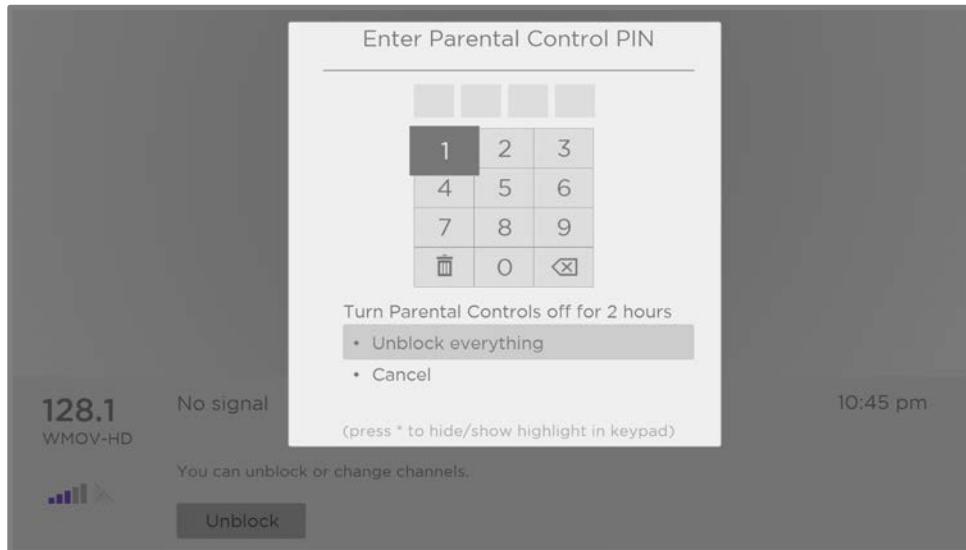 Enter Parental Control PIN
1 2 3
4 5 6
7 8 9
0
Turn Parental Controls off for 2 hours
• Unblock everything
• Cancel
(press * to hide/show highlight in keypad)
128.1
WMOV-HD
No signal
10:45 pm
You can unblock or change channels.
Unblock